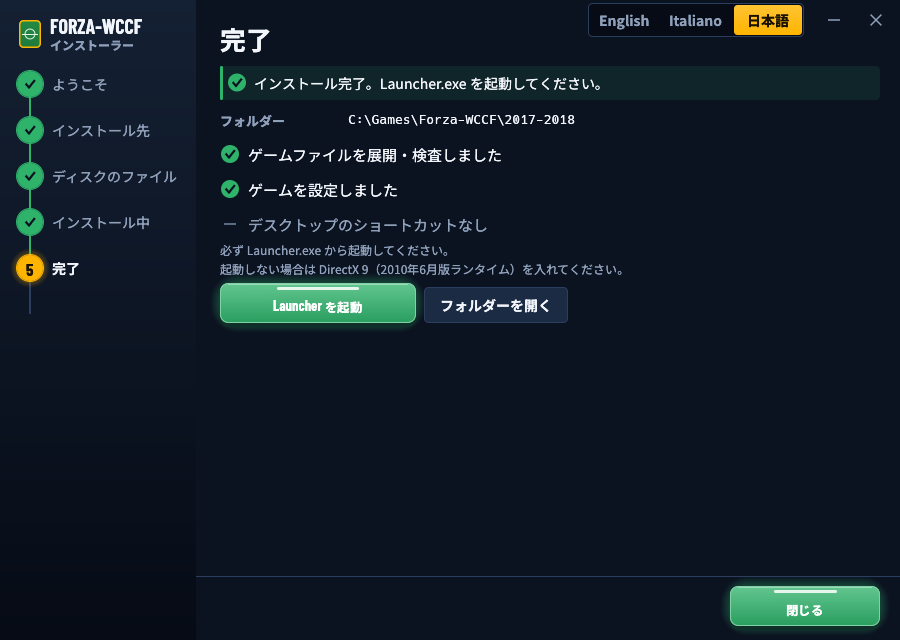 FORZA-WCCF
インストーラー
English Italiano 日本語
ようこそ
インストール先
ディスクのファイル
インストール中
5 完了
完了
インストール完了。Launcher.exe を起動してください。
フォルダー C:\Games\Forza-WCCF\2017-2018
ゲームファイルを展開・検査しました
ゲームを設定しました
デスクトップのショートカットなし
必ず Launcher.exe から起動してください。
起動しない場合は DirectX 9（2010年6月版ランタイム）を入れてください。
Launcher を起動 フォルダーを開く
閉じる